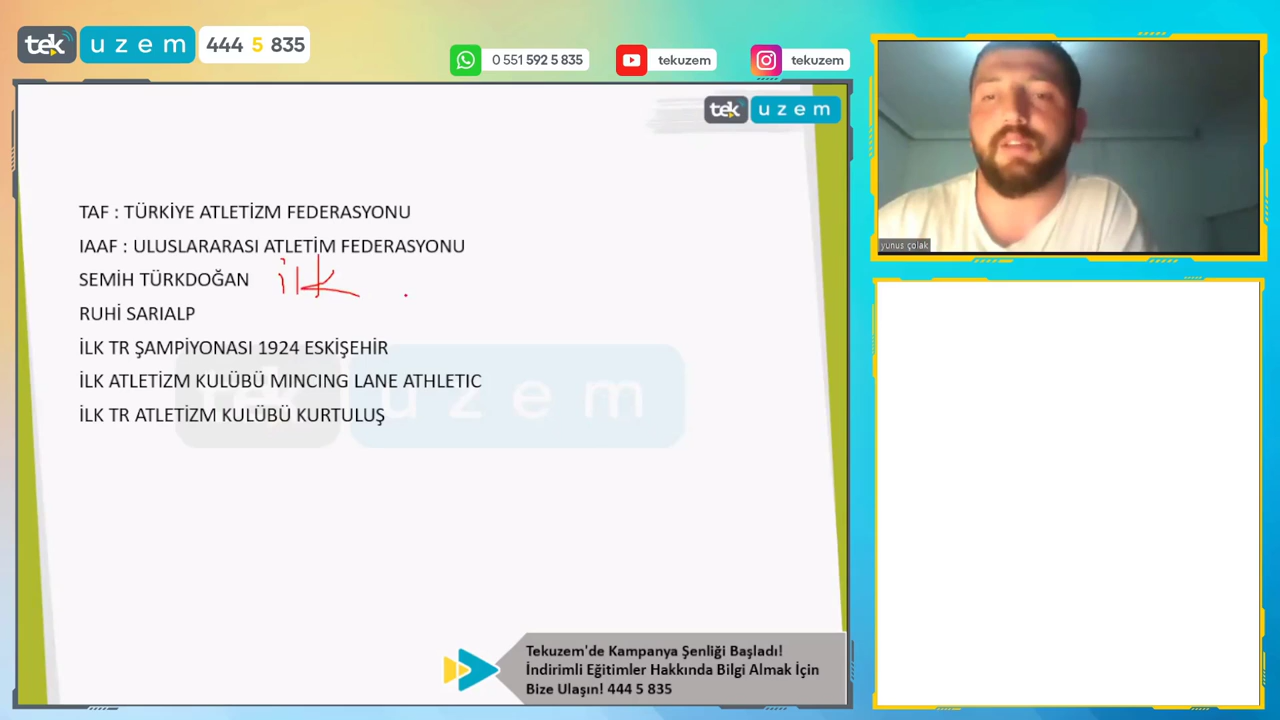 tek uzem 444 5 835
0 551 592 5 835
tekuzem
tekuzem
tek uzem
TAF : TÜRKİYE ATLETİZM FEDERASYONU
IAAF : ULUSLARARASI ATLETİM FEDERASYONU
SEMİH TÜRKDOĞAN ilk
RUHİ SARIALP
İLK TR ŞAMPİYONASI 1924 ESKİŞEHİR
İLK ATLETİZM KULÜBÜ MINCING LANE ATHLETIC
İLK TR ATLETİZM KULÜBÜ KURTULUŞ
tek uzem
Tekuzem'de Kampanya Şenliği Başladı!
İndirimli Eğitimler Hakkında Bilgi Almak İçin
Bize Ulaşın! 444 5 835
yunus çolak